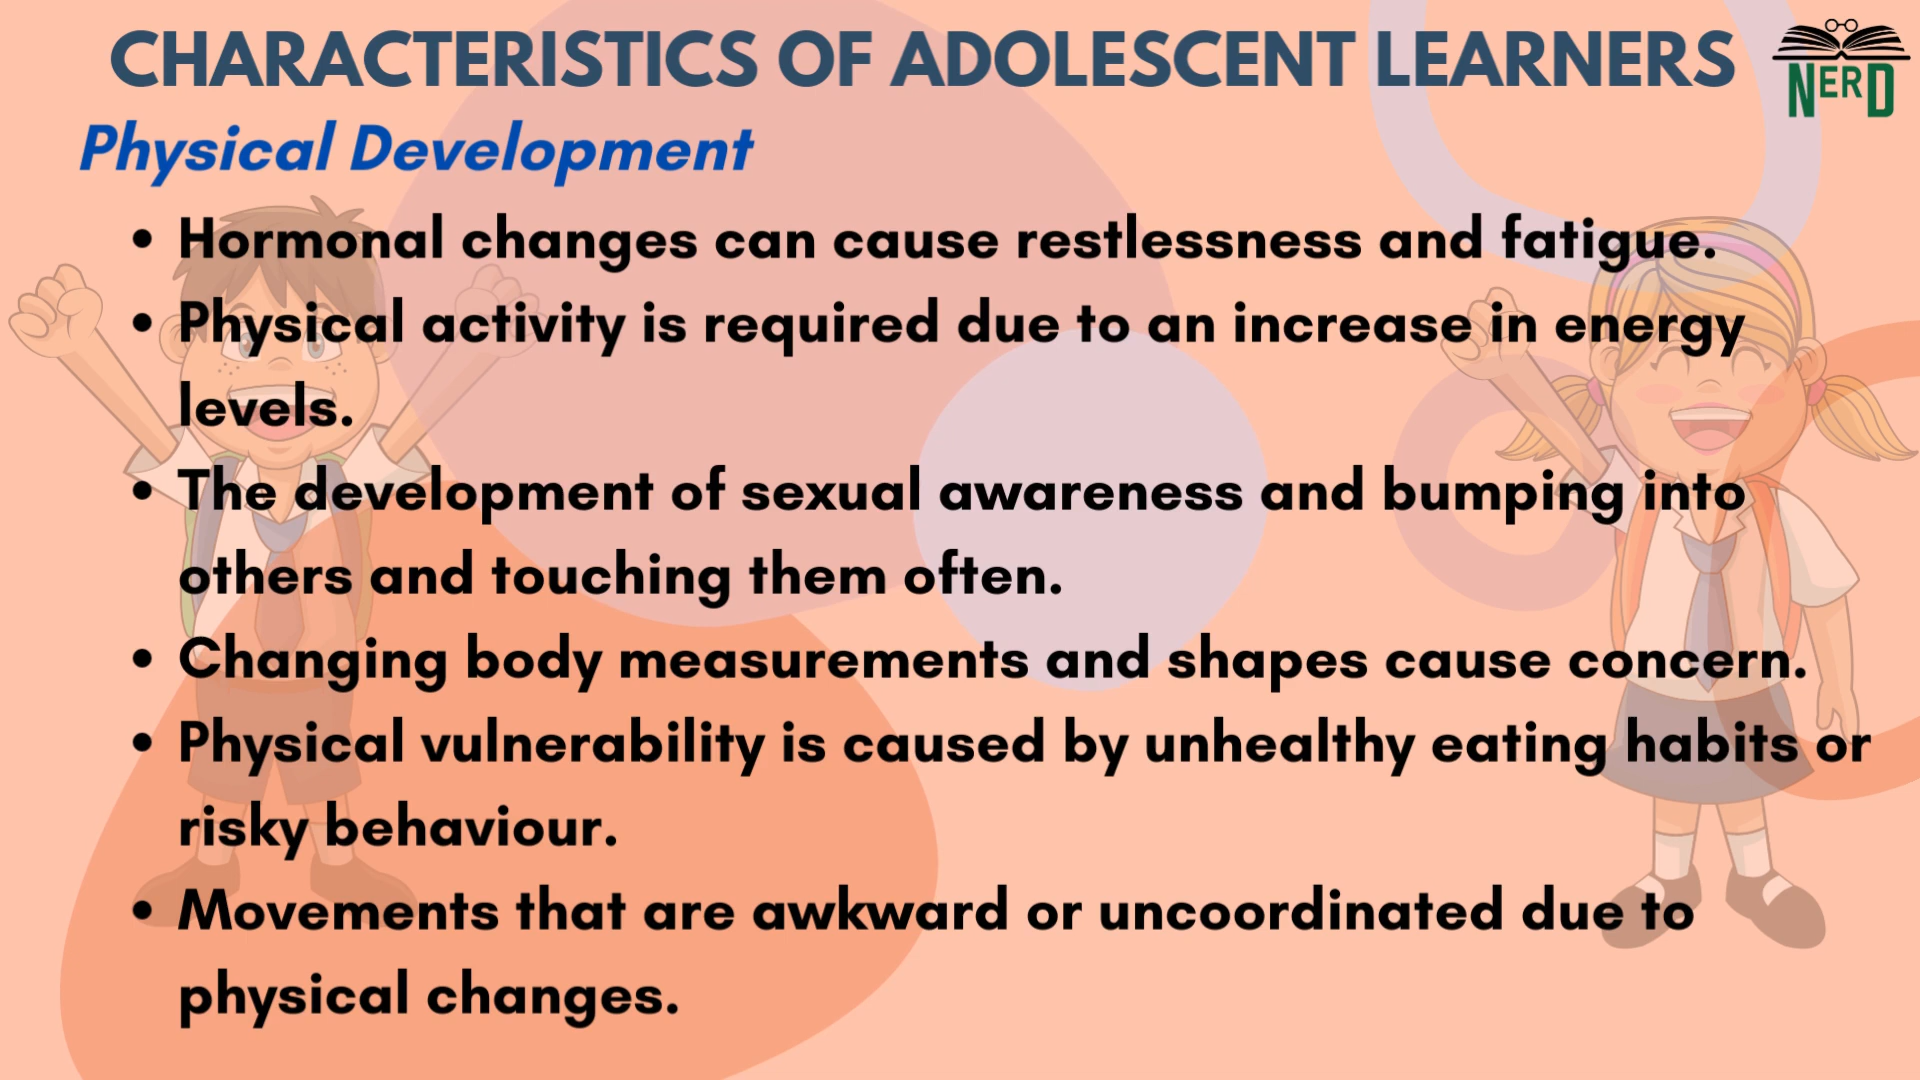 CHARACTERISTICS OF ADOLESCENT LEARNERS
NERD
Physical Development
• Hormonal changes can cause restlessness and fatigue.
• Physical activity is required due to an increase in energy
levels.
• The development of sexual awareness and bumping into
others and touching them often.
• Changing body measurements and shapes cause concern.
• Physical vulnerability is caused by unhealthy eating habits or
risky behaviour.
• Movements that are awkward or uncoordinated due to
physical changes.